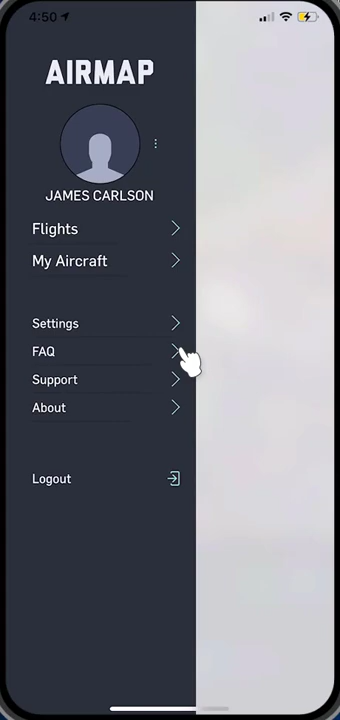 4:50
AIRMAP
JAMES CARLSON
Flights
My Aircraft
Settings
FAQ
Support
About
Logout